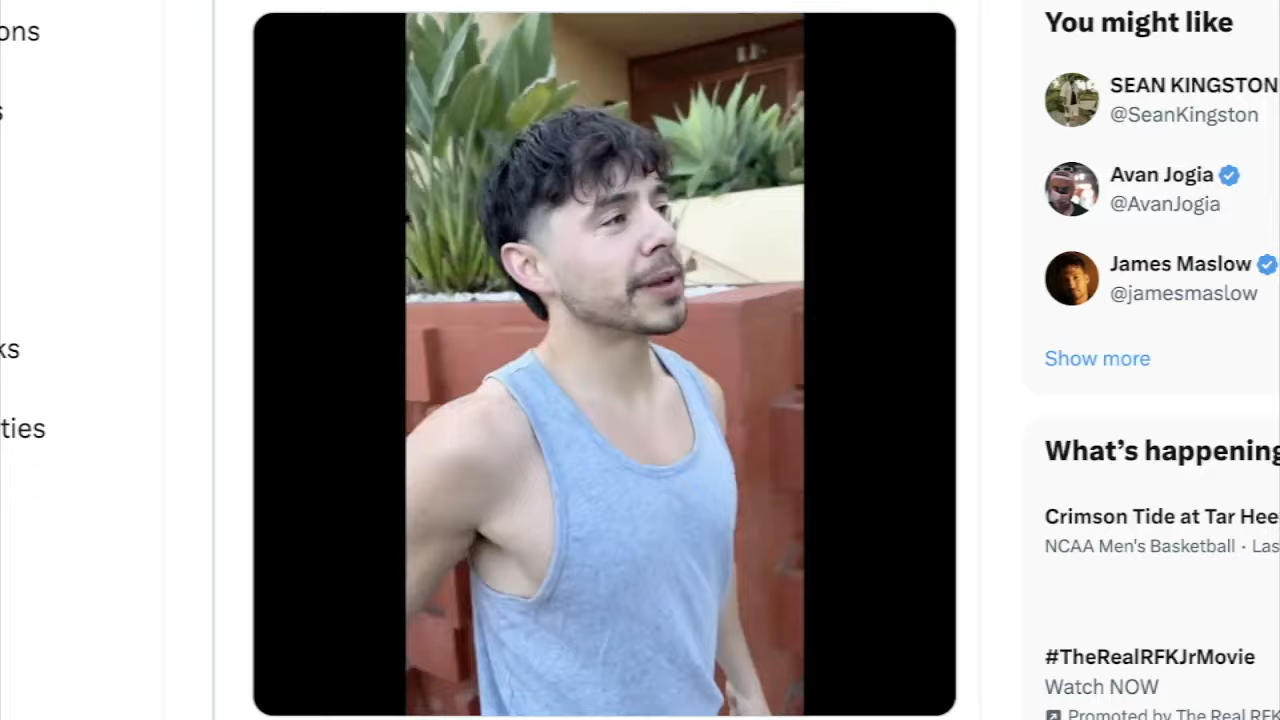 ons
s
ks
ties
You might like
SEAN KINGSTON
@SeanKingston
Avan Jogia
@AvanJogia
James Maslow
@jamesmaslow
Show more
What's happening
Crimson Tide at Tar Hee
NCAA Men's Basketball · Las
#TheRealRFKJrMovie
Watch NOW
Promoted by The Real RFK